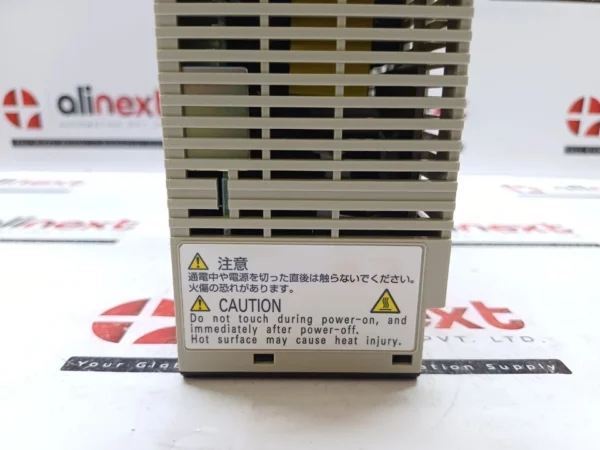 alinext
alinext
注意
通電中や電源を切った直後は触らないでください。
火傷の恐れがあります。
CAUTION
Do not touch during power-on, and
immediately after power-off.
Hot surface may cause heat injury.
next
Supply